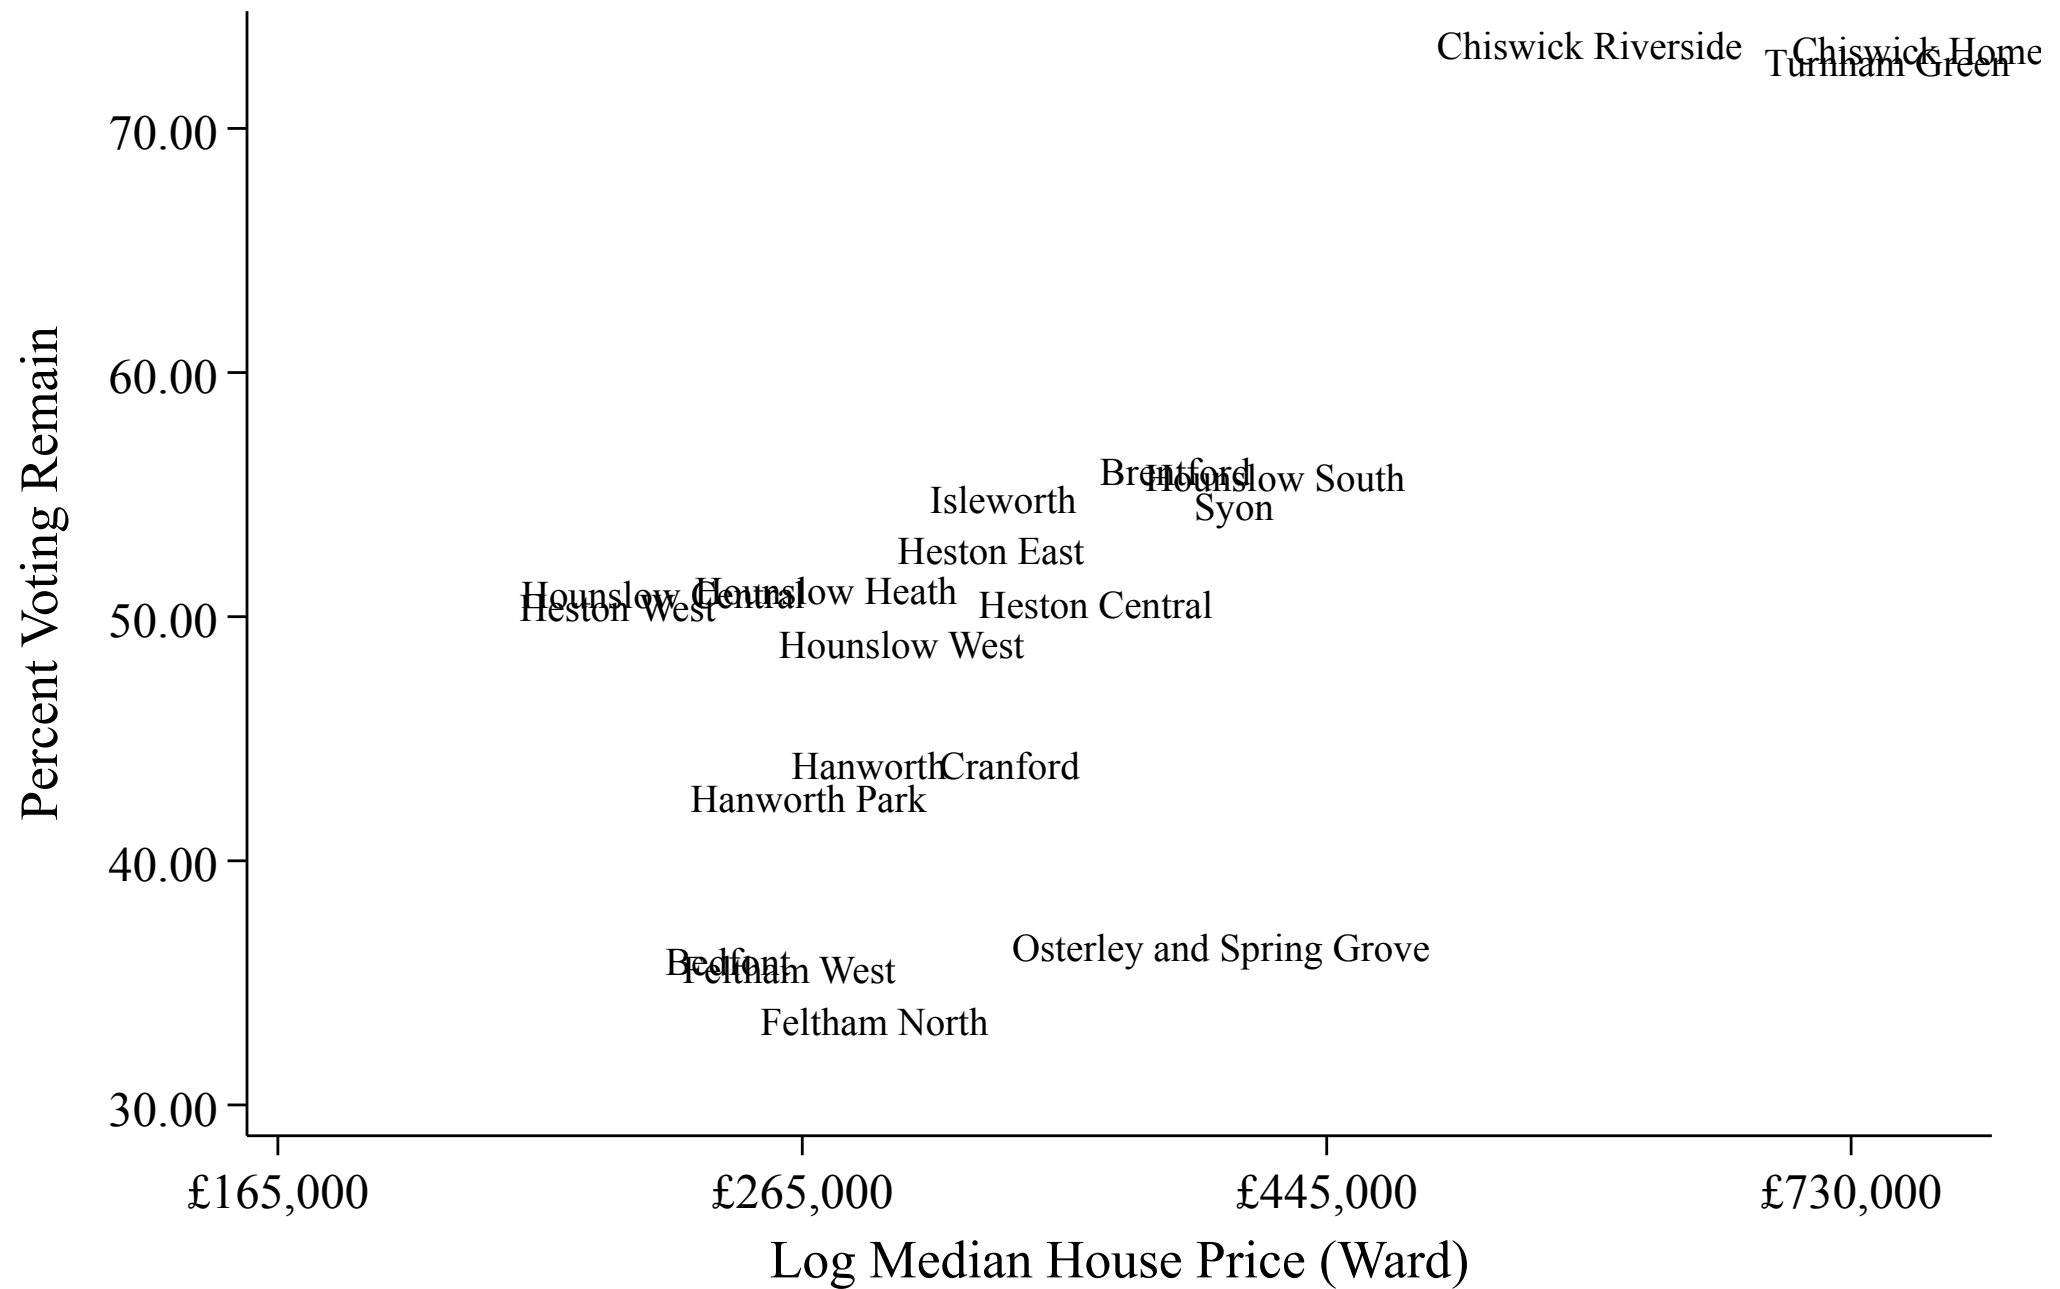 Chiswick Riverside
Chiswick Home
Turnham Green
70.00
60.00
Brentford
Hounslow South
Isleworth
Syon
Heston East
Hounslow Central
Hounslow Heath
Heston West
Heston Central
50.00
Hounslow West
Hanworth
Cranford
Hanworth Park
40.00
Osterley and Spring Grove
Bedfont
Feltham West
Feltham North
30.00
Percent Voting Remain
£165,000
£265,000
£445,000
£730,000
Log Median House Price (Ward)